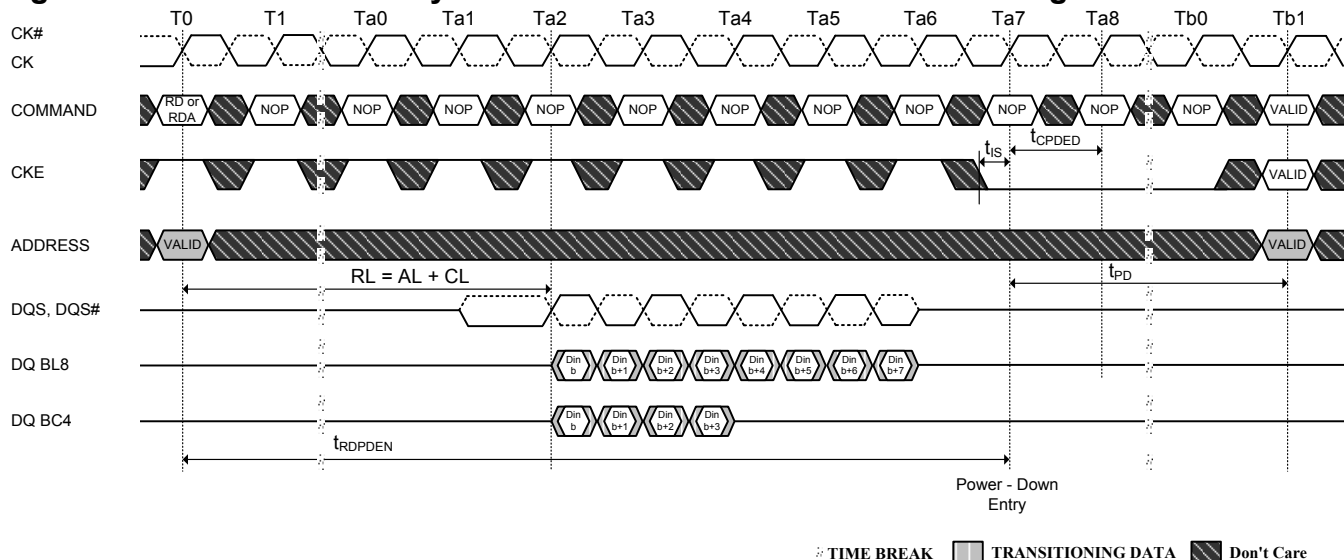 T0 T1 Ta0 Ta1 Ta2 Ta3 Ta4 Ta5 Ta6 Ta7 Ta8 Tb0 Tb1
CK#
CK
COMMAND
RD or
RDA
NOP NOP NOP NOP NOP NOP NOP NOP NOP NOP NOP VALID
tIS
tCPDED
CKE
VALID
ADDRESS
VALID VALID
RL = AL + CL
tPD
DQS, DQS#
DQ BL8
Din Din Din Din Din Din Din Din
b b+1 b+2 b+3 b+4 b+5 b+6 b+7
DQ BC4
Din Din Din Din
b b+1 b+2 b+3
tRDPDEN
Power - Down
Entry
TIME BREAK TRANSITIONING DATA Don't Care